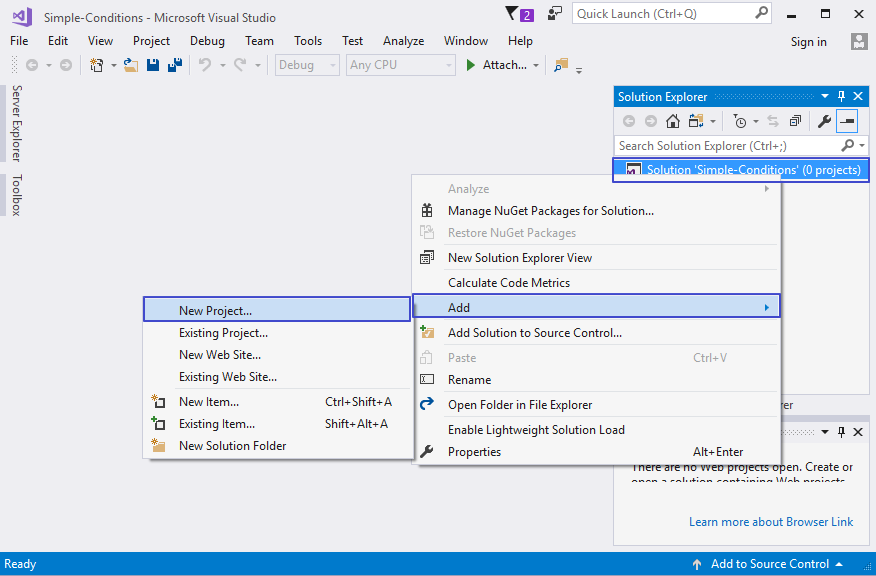 Simple-Conditions - Microsoft Visual Studio
2
Quick Launch (Ctrl+Q)
File Edit View Project Debug Team Tools Test Analyze Window Help
Sign in
Debug Any CPU Attach...
Server Explorer
Toolbox
Solution Explorer
Search Solution Explorer (Ctrl+;)
Solution 'Simple-Conditions' (0 projects)
Analyze
Manage NuGet Packages for Solution...
Restore NuGet Packages
New Solution Explorer View
Calculate Code Metrics
Add
Add Solution to Source Control...
Paste Ctrl+V
Rename
Open Folder in File Explorer
Enable Lightweight Solution Load
Properties Alt+Enter
New Project...
Existing Project...
New Web Site...
Existing Web Site...
New Item... Ctrl+Shift+A
Existing Item... Shift+Alt+A
New Solution Folder
There are no Web projects open. Create or
open a solution containing Web projects
Learn more about Browser Link
Ready
Add to Source Control